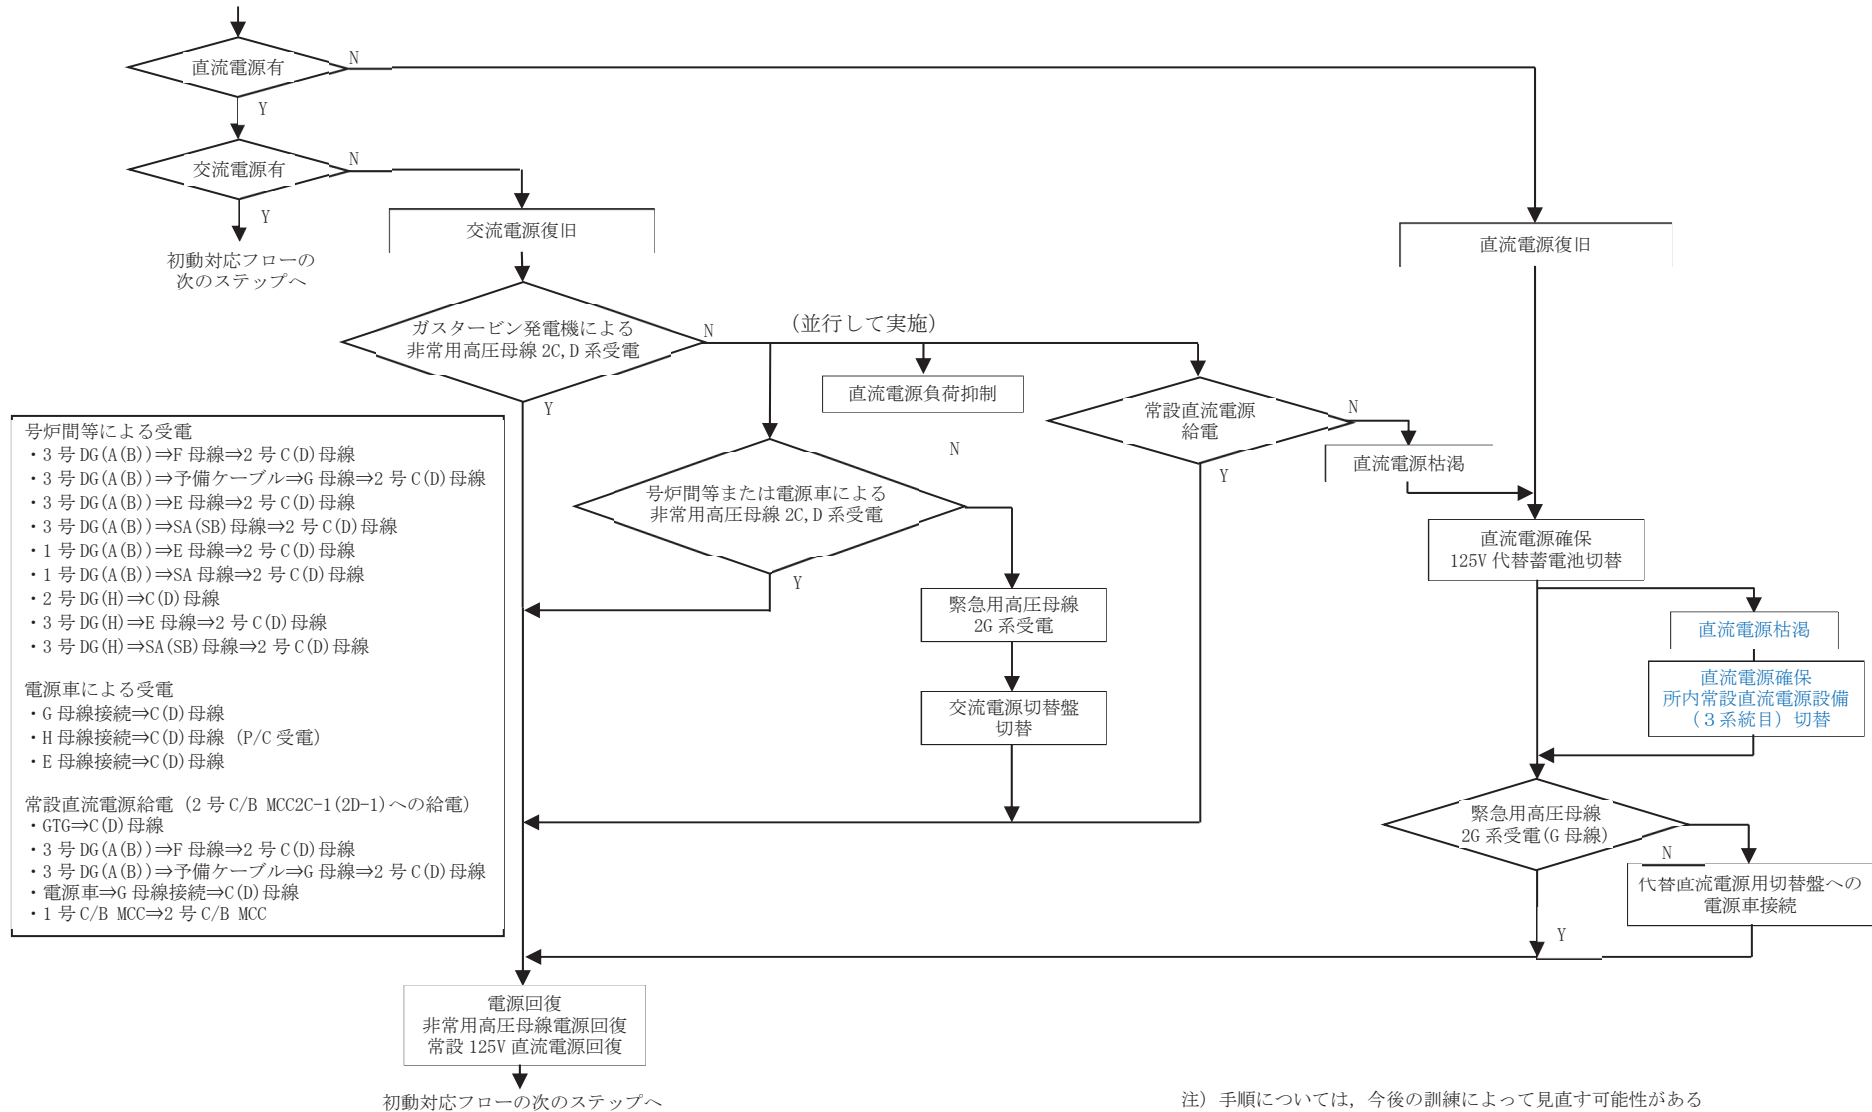 直流電源有
N
Y
交流電源有
N
Y
初動対応フローの
次のステップへ
交流電源復旧
直流電源復旧
ガスタービン発電機による
非常用高圧母線 2C,D 系受電
N
Y
(並行して実施)
直流電源負荷抑制
常設直流電源
給電
N
Y
直流電源枯渇
号炉間等または電源車による
非常用高圧母線 2C,D 系受電
N
Y
緊急用高圧母線
2G 系受電
交流電源切替盤
切替
直流電源確保
125V 代替蓄電池切替
直流電源枯渇
直流電源確保
所内常設直流電源設備
（３系統目）切替
緊急用高圧母線
2G 系受電(G 母線)
N
Y
代替直流電源用切替盤への
電源車接続
号炉間等による受電
・3 号 DG(A(B))⇒F 母線⇒2 号 C(D)母線
・3 号 DG(A(B))⇒予備ケーブル⇒G 母線⇒2 号 C(D)母線
・3 号 DG(A(B))⇒E 母線⇒2 号 C(D)母線
・3 号 DG(A(B))⇒SA(SB)母線⇒2 号 C(D)母線
・1 号 DG(A(B))⇒E 母線⇒2 号 C(D)母線
・1 号 DG(A(B))⇒SA 母線⇒2 号 C(D)母線
・2 号 DG(H)⇒C(D)母線
・3 号 DG(H)⇒E 母線⇒2 号 C(D)母線
・3 号 DG(H)⇒SA(SB)母線⇒2 号 C(D)母線
電源車による受電
・G 母線接続⇒C(D)母線
・H 母線接続⇒C(D)母線 (P/C 受電)
・E 母線接続⇒C(D)母線
常設直流電源給電 (2 号 C/B MCC2C-1(2D-1)への給電)
・GTG⇒C(D)母線
・3 号 DG(A(B))⇒F 母線⇒2 号 C(D)母線
・3 号 DG(A(B))⇒予備ケーブル⇒G 母線⇒2 号 C(D)母線
・電源車⇒G 母線接続⇒C(D)母線
・1 号 C/B MCC⇒2 号 C/B MCC
電源回復
非常用高圧母線電源回復
常設 125V 直流電源回復
初動対応フローの次のステップへ
注) 手順については，今後の訓練によって見直す可能性がある